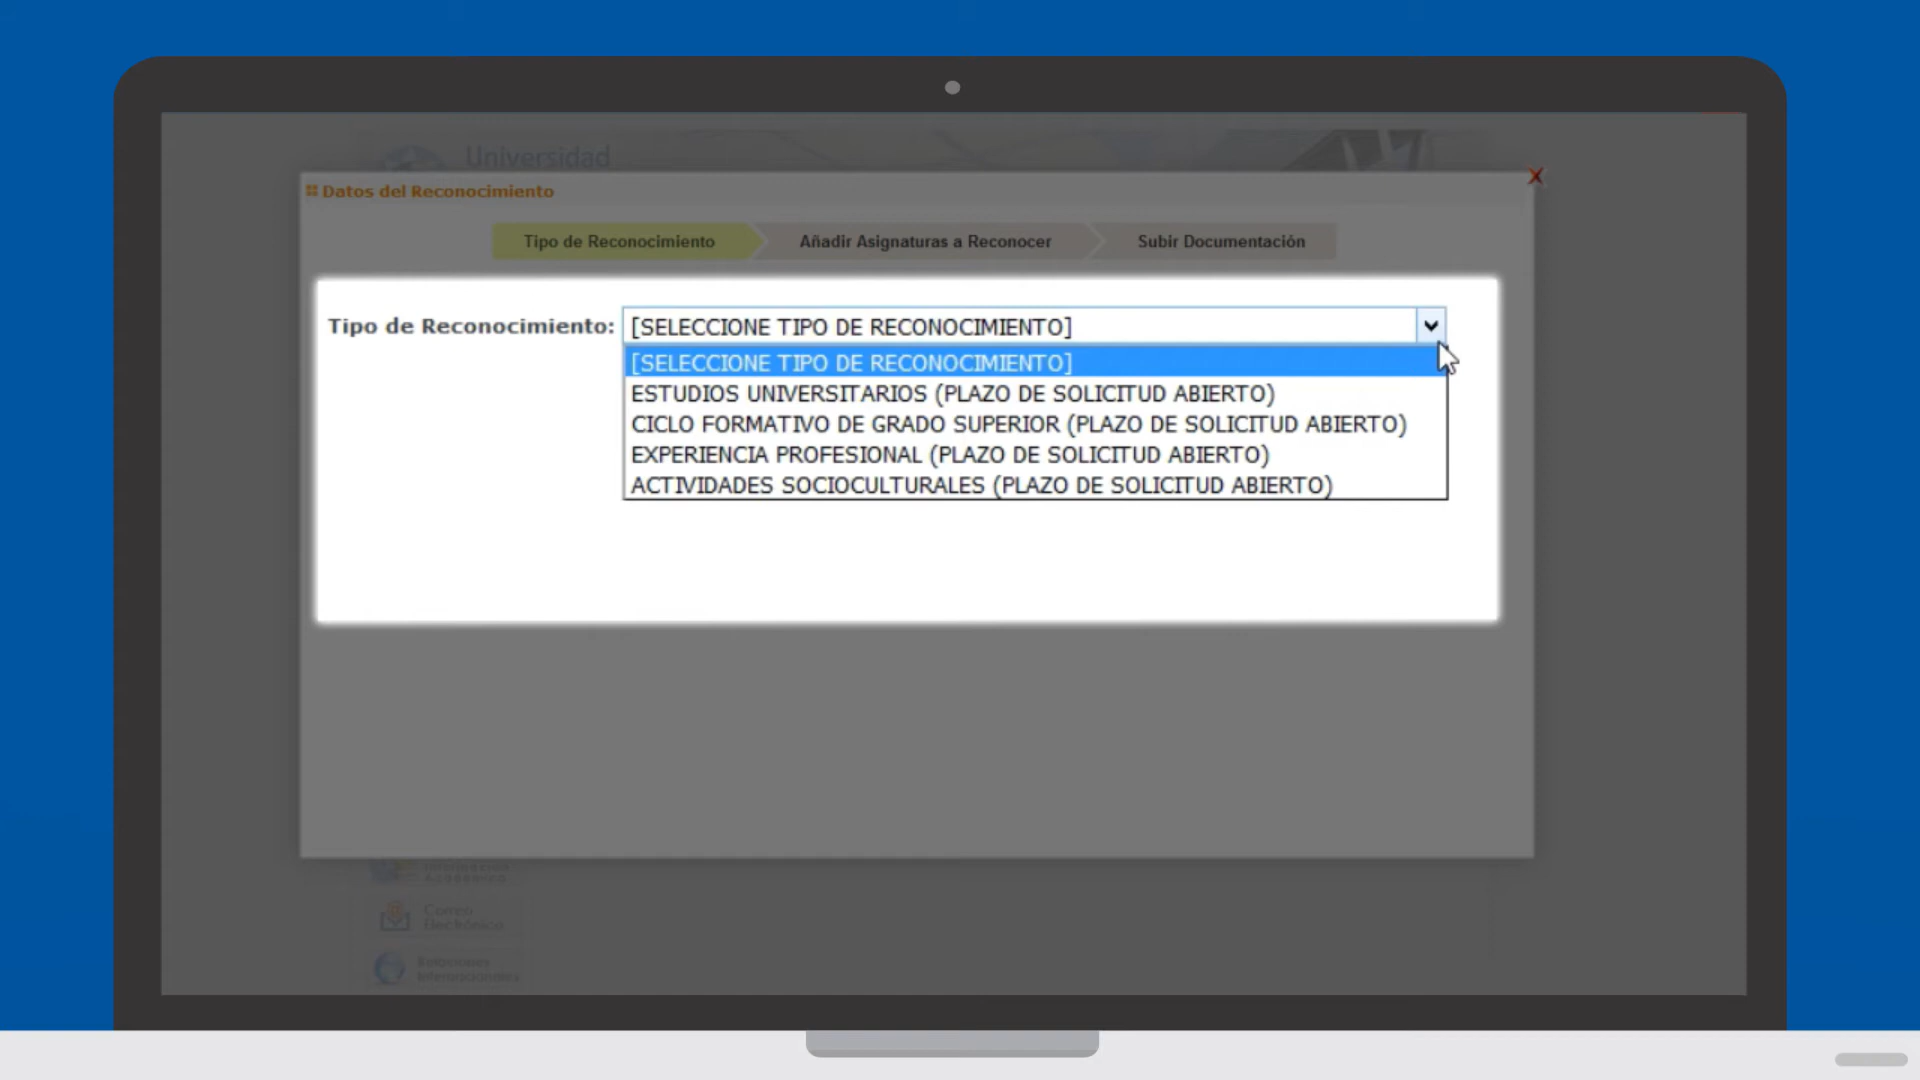 Universidad
Datos del Reconocimiento
Tipo de Reconocimiento
Añadir Asignaturas a Reconocer
Subir Documentación
Tipo de Reconocimiento: [SELECCIONE TIPO DE RECONOCIMIENTO]
[SELECCIONE TIPO DE RECONOCIMIENTO]
ESTUDIOS UNIVERSITARIOS (PLAZO DE SOLICITUD ABIERTO)
CICLO FORMATIVO DE GRADO SUPERIOR (PLAZO DE SOLICITUD ABIERTO)
EXPERIENCIA PROFESIONAL (PLAZO DE SOLICITUD ABIERTO)
ACTIVIDADES SOCIOCULTURALES (PLAZO DE SOLICITUD ABIERTO)
Correo
Electrónico